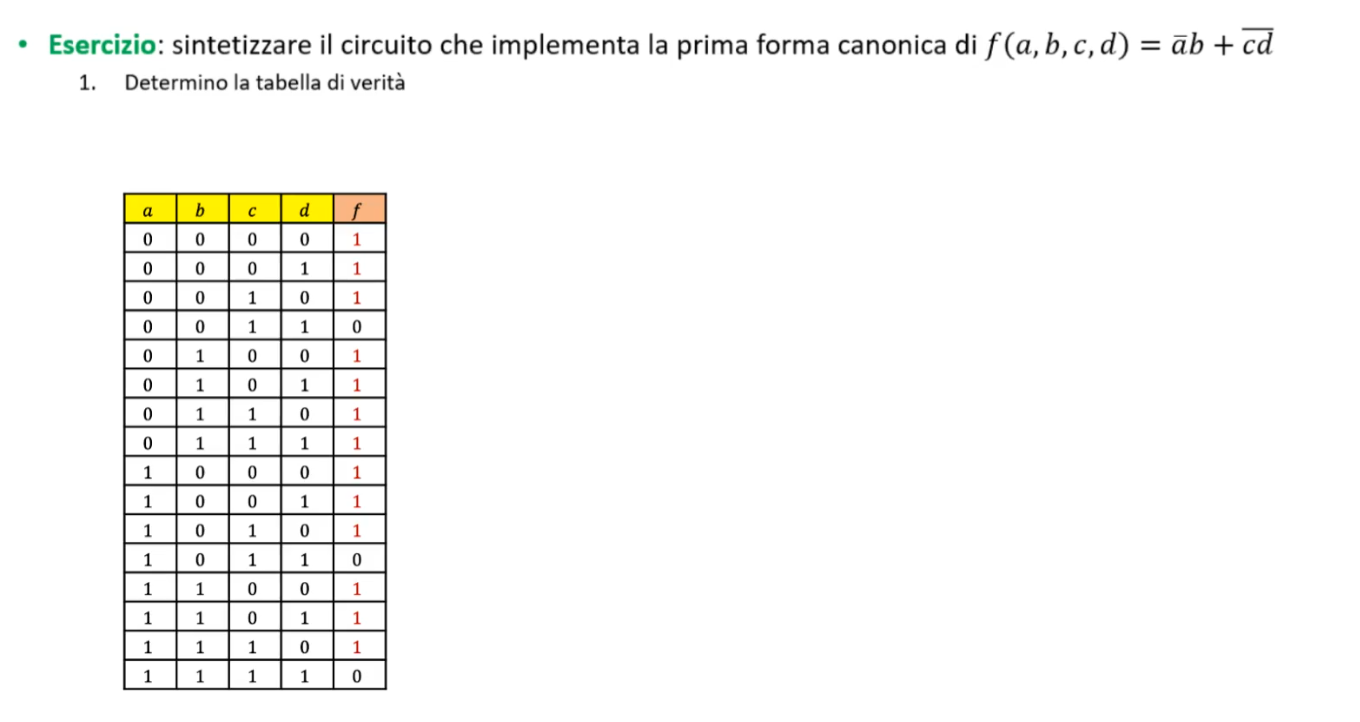 • Esercizio: sintetizzare il circuito che implementa la prima forma canonica di f(a, b, c, d) = a̅b + c̅d̅
1. Determino la tabella di verità
a b c d f
0 0 0 0 1
0 0 0 1 1
0 0 1 0 1
0 0 1 1 0
0 1 0 0 1
0 1 0 1 1
0 1 1 0 1
0 1 1 1 1
1 0 0 0 1
1 0 0 1 1
1 0 1 0 1
1 0 1 1 0
1 1 0 0 1
1 1 0 1 1
1 1 1 0 1
1 1 1 1 0